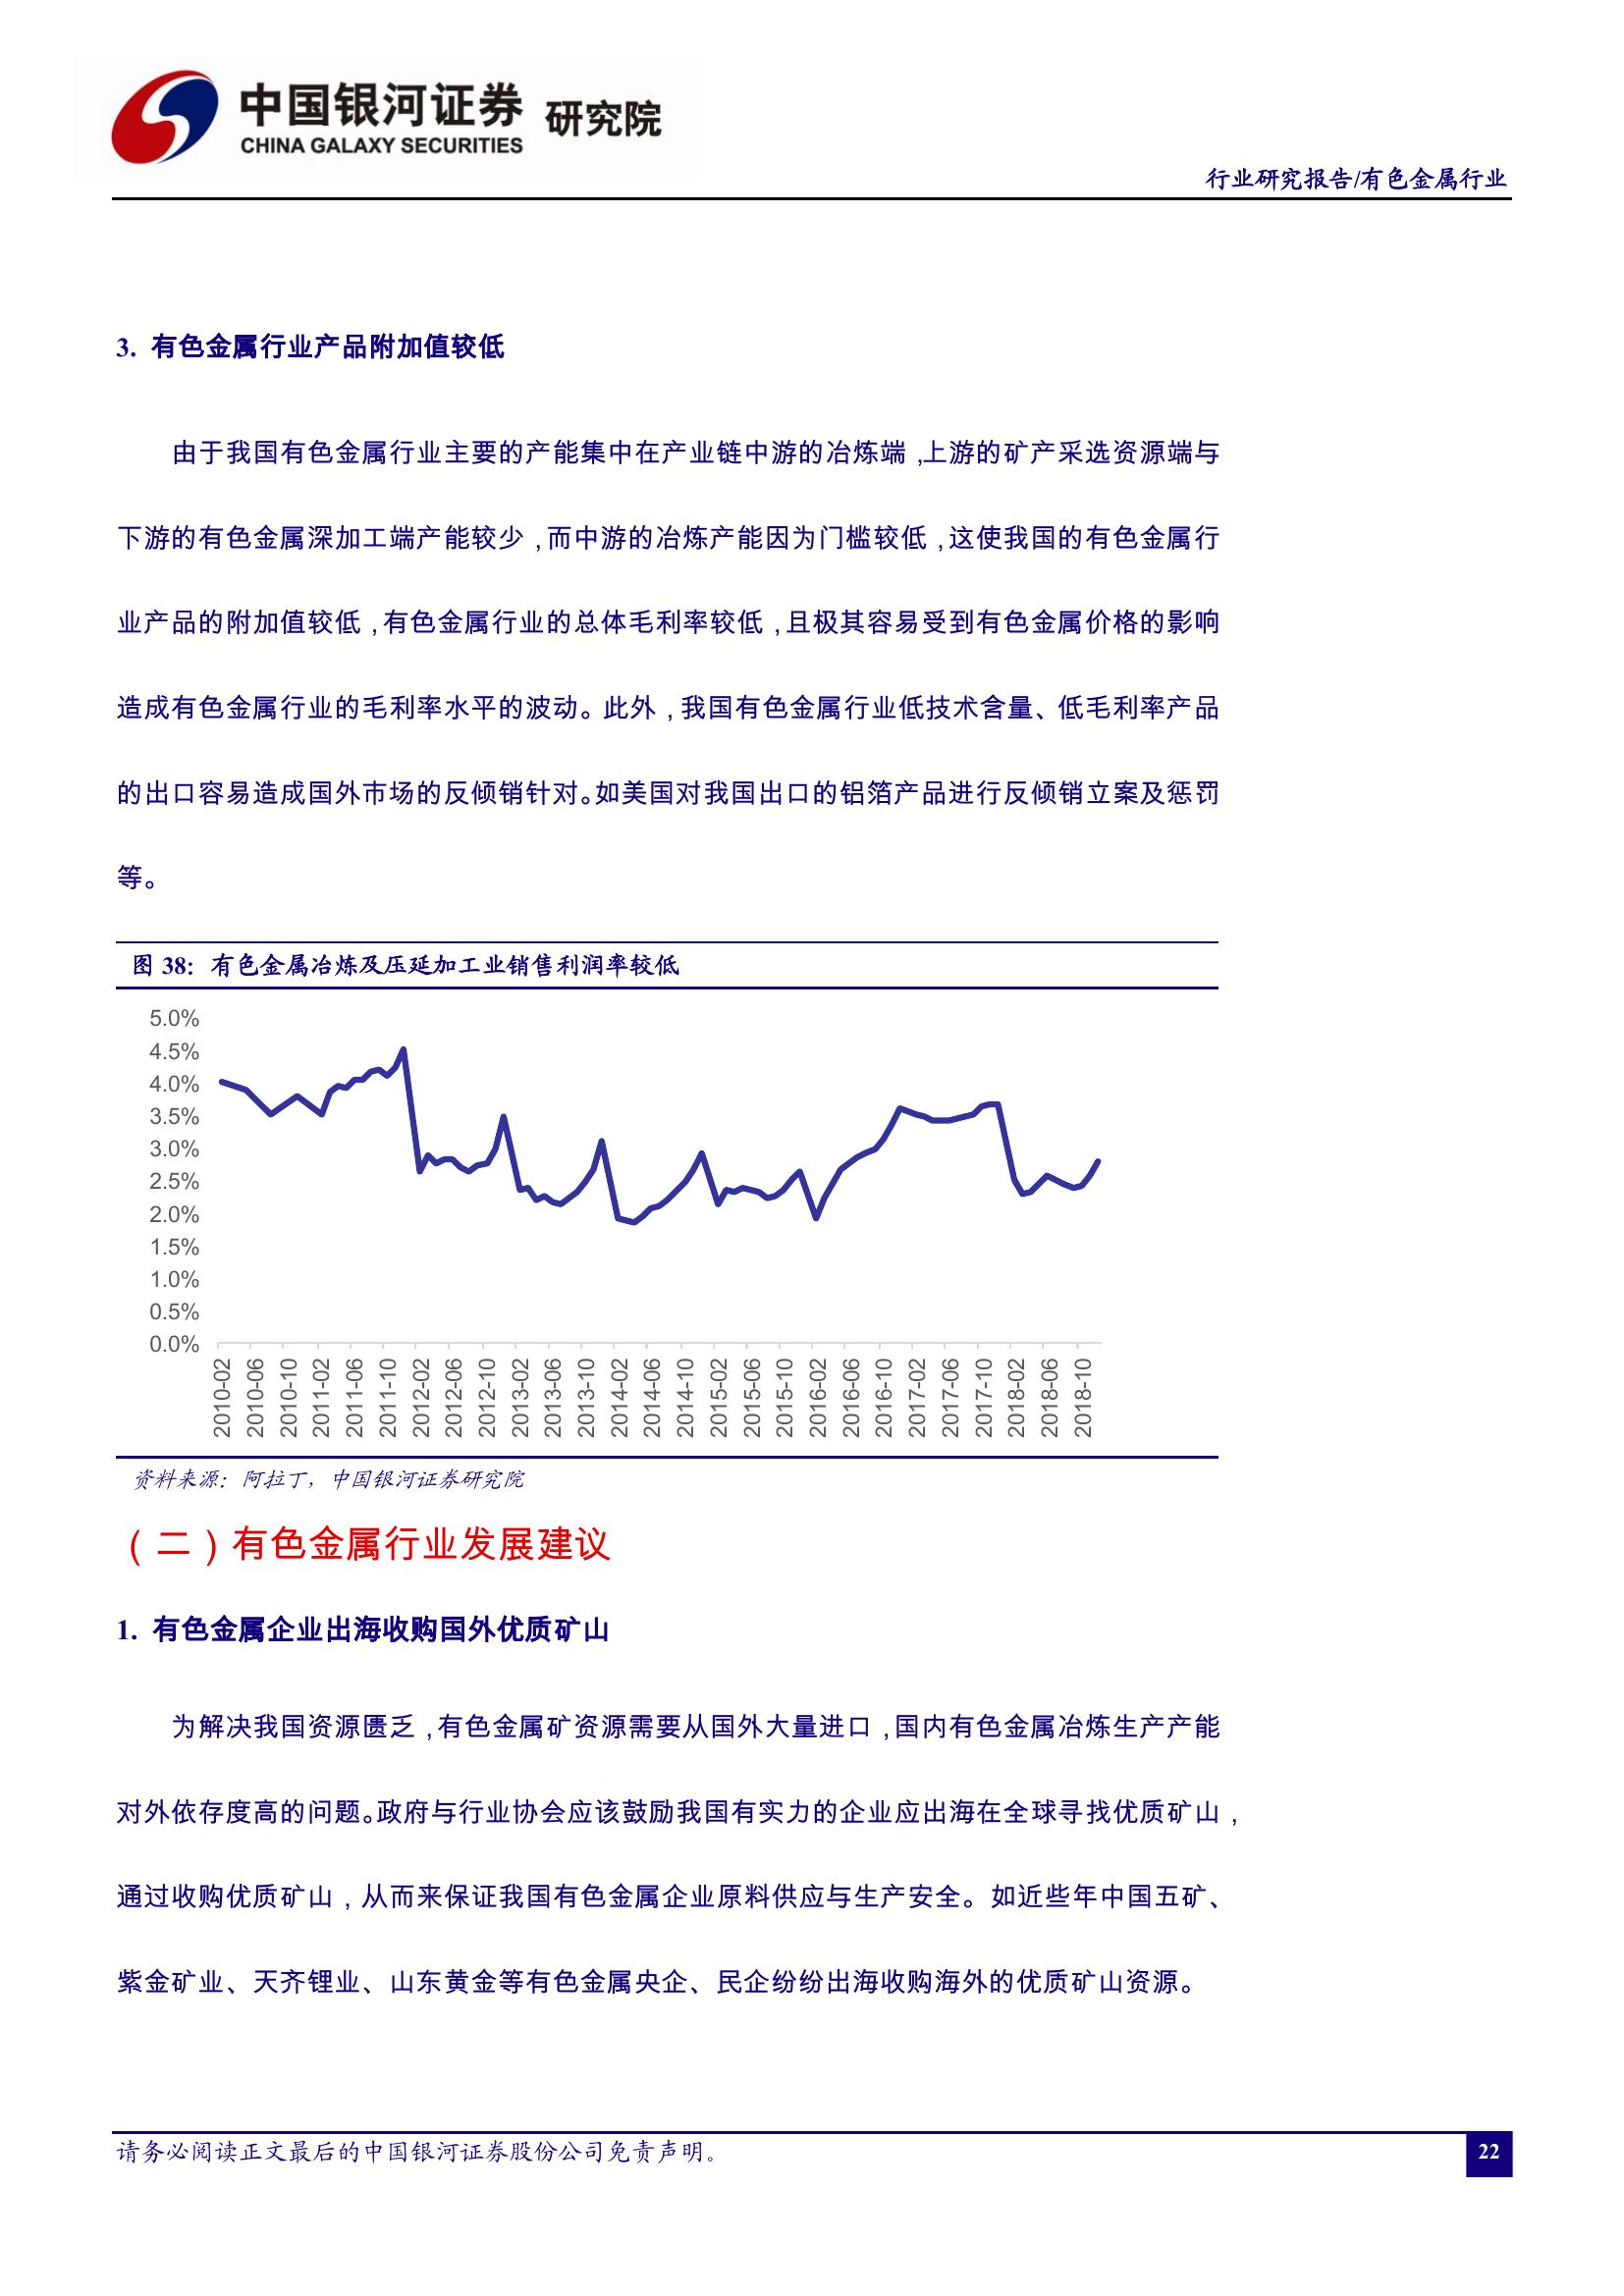 中国银河证券 研究院
CHINA GALAXY SECURITIES
行业研究报告/有色金属行业
3. 有色金属行业产品附加值较低
由于我国有色金属行业主要的产能集中在产业链中游的冶炼端,上游的矿产采选资源端与
下游的有色金属深加工端产能较少,而中游的冶炼产能因为门槛较低,这使我国的有色金属行
业产品的附加值较低,有色金属行业的总体毛利率较低,且极其容易受到有色金属价格的影响
造成有色金属行业的毛利率水平的波动。此外,我国有色金属行业低技术含量、低毛利率产品
的出口容易造成国外市场的反倾销针对。如美国对我国出口的铝箔产品进行反倾销立案及惩罚
等。
图 38：有色金属冶炼及压延加工业销售利润率较低
5.0%
4.5%
4.0%
3.5%
3.0%
2.5%
2.0%
1.5%
1.0%
0.5%
0.0%
2010-02
2010-06
2010-10
2011-02
2011-06
2011-10
2012-02
2012-06
2012-10
2013-02
2013-06
2013-10
2014-02
2014-06
2014-10
2015-02
2015-06
2015-10
2016-02
2016-06
2016-10
2017-02
2017-06
2017-10
2018-02
2018-06
2018-10
资料来源：阿拉丁，中国银河证券研究院
(二)有色金属行业发展建议
1. 有色金属企业出海收购国外优质矿山
为解决我国资源匮乏,有色金属矿资源需要从国外大量进口,国内有色金属冶炼生产产能
对外依存度高的问题。政府与行业协会应该鼓励我国有实力的企业应出海在全球寻找优质矿山,
通过收购优质矿山,从而来保证我国有色金属企业原料供应与生产安全。如近些年中国五矿、
紫金矿业、天齐锂业、山东黄金等有色金属央企、民企纷纷出海收购海外的优质矿山资源。
请务必阅读正文最后的中国银河证券股份公司免责声明。
22